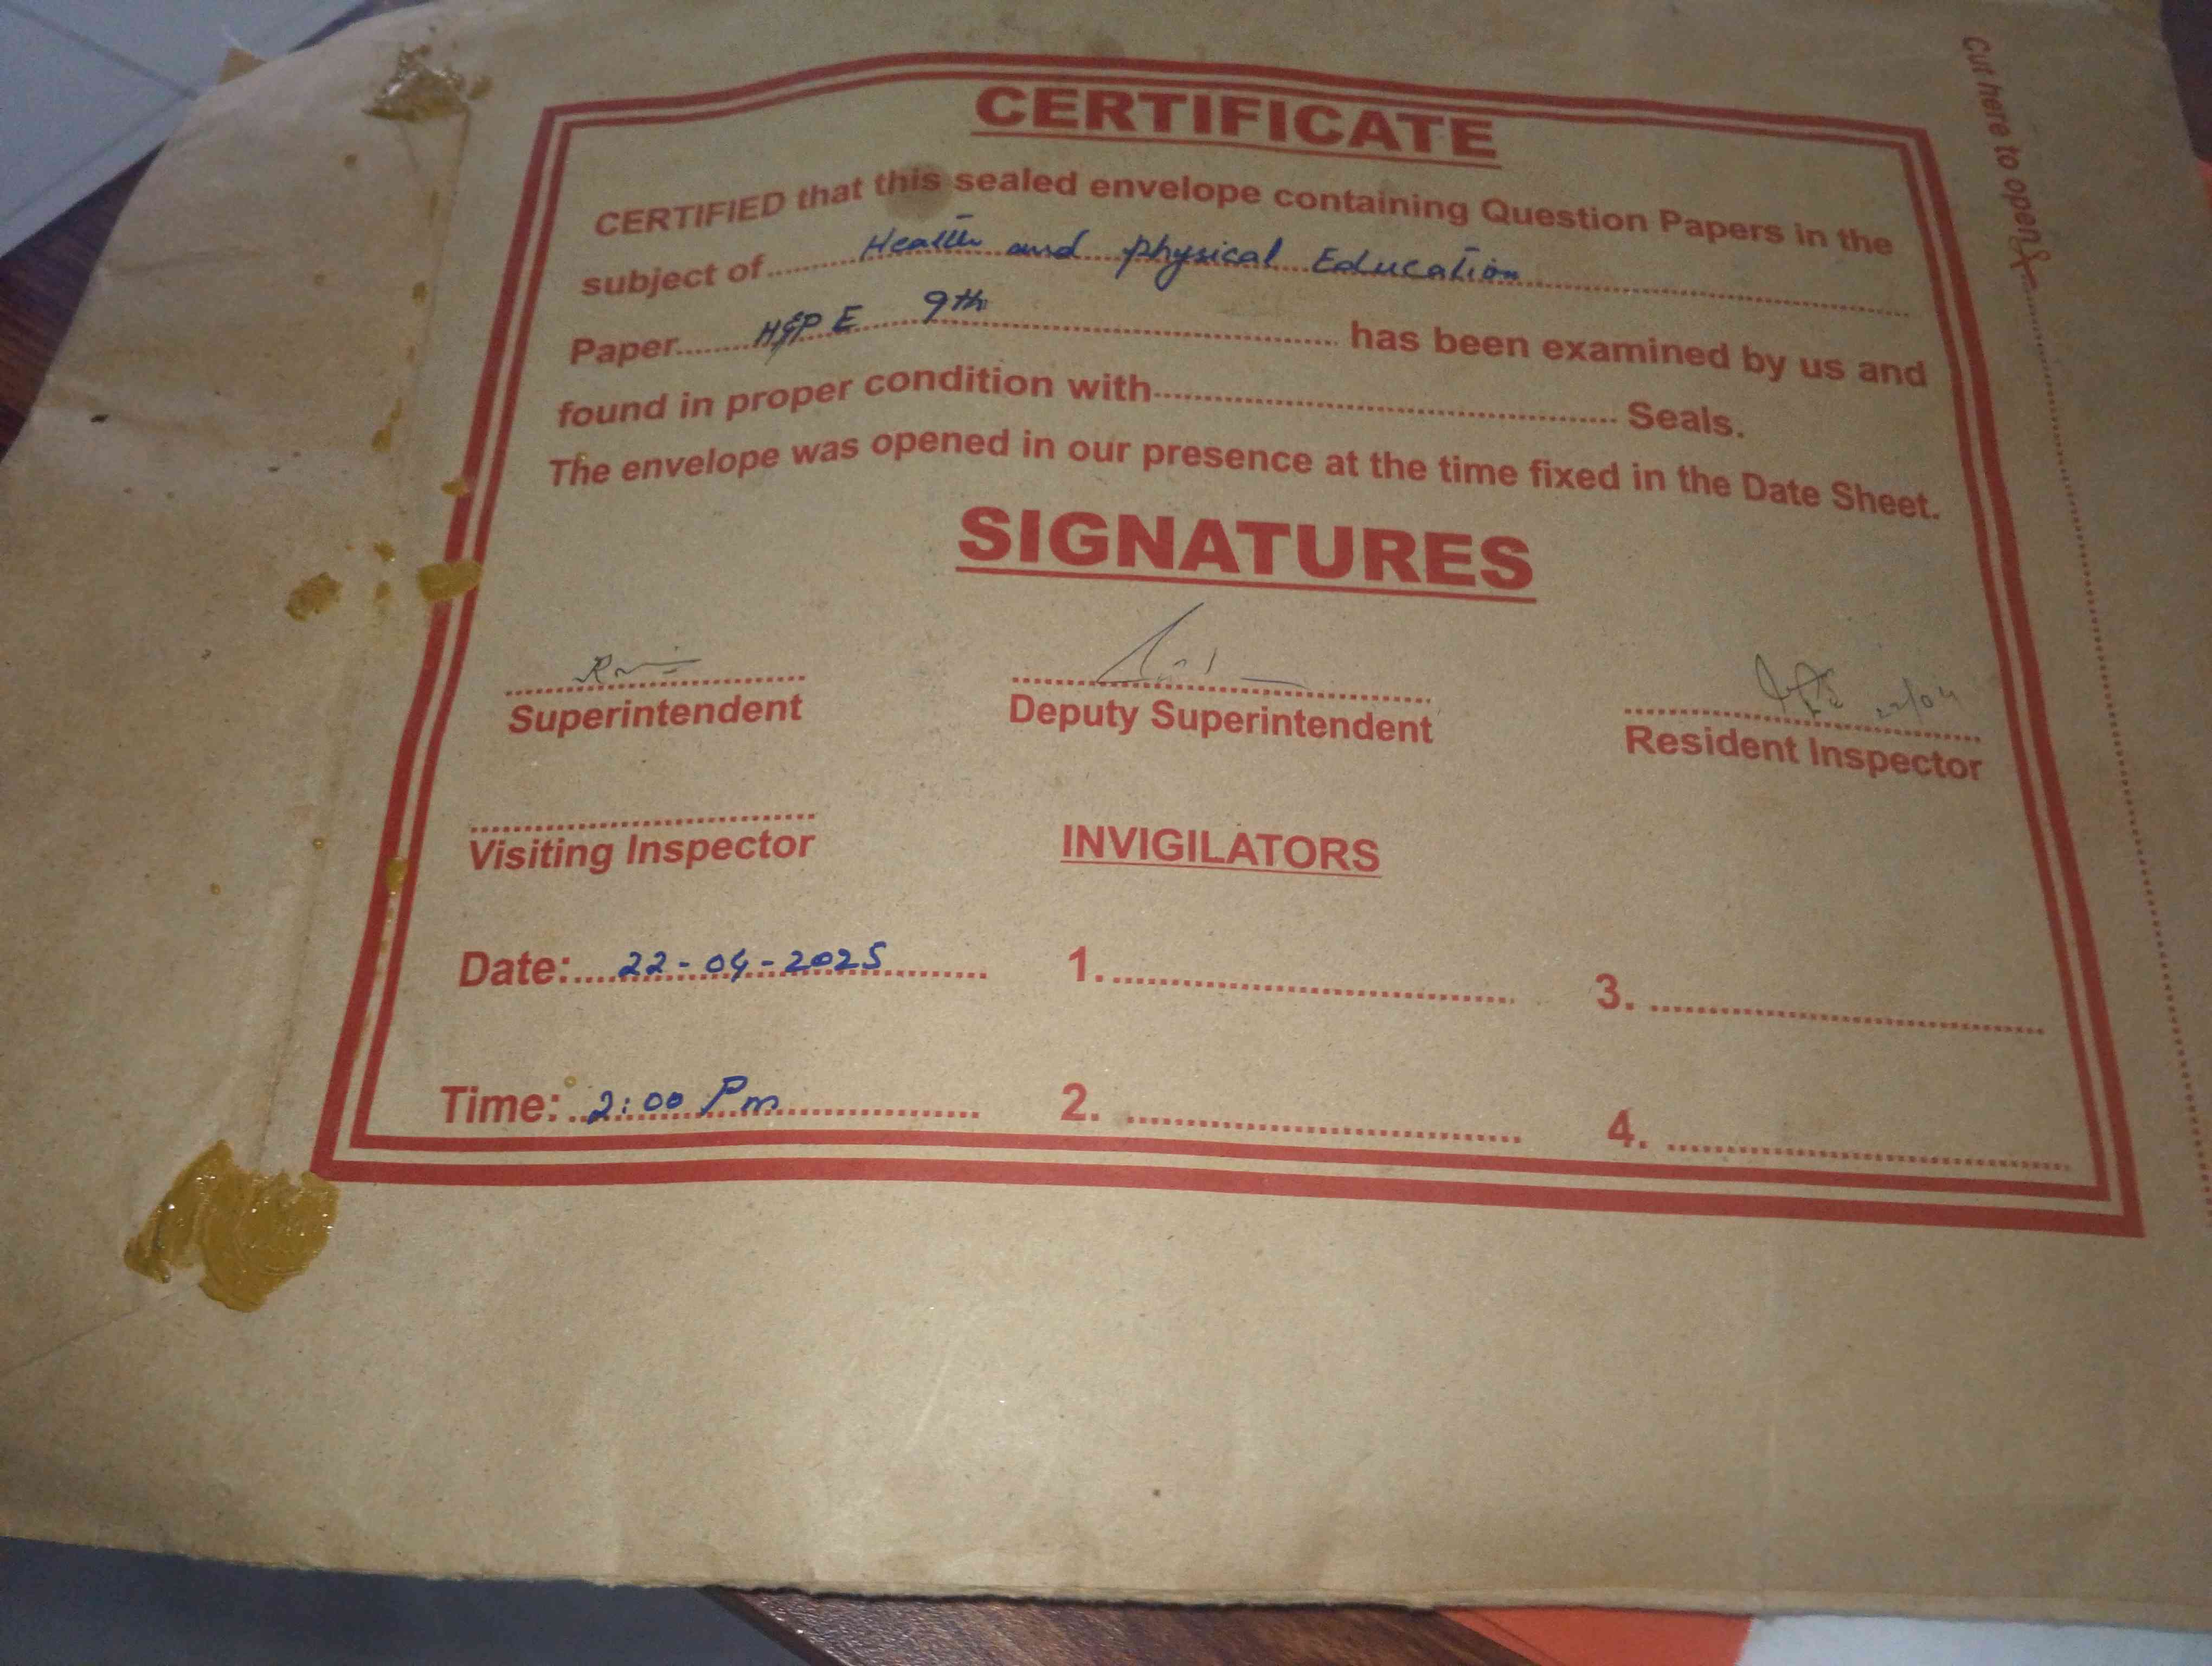 CERTIFICATE
CERTIFIED that this sealed envelope containing Question Papers in the
subject of Health and physical Education
Paper H&PE 9th has been examined by us and
found in proper condition with Seals.
The envelope was opened in our presence at the time fixed in the Date Sheet.
SIGNATURES
22/04
Superintendent Deputy Superintendent Resident Inspector
Visiting Inspector INVIGILATORS
Date: 22-04-2025 1. 3.
Time: 2:00 Pm 2. 4.
Cut here to open